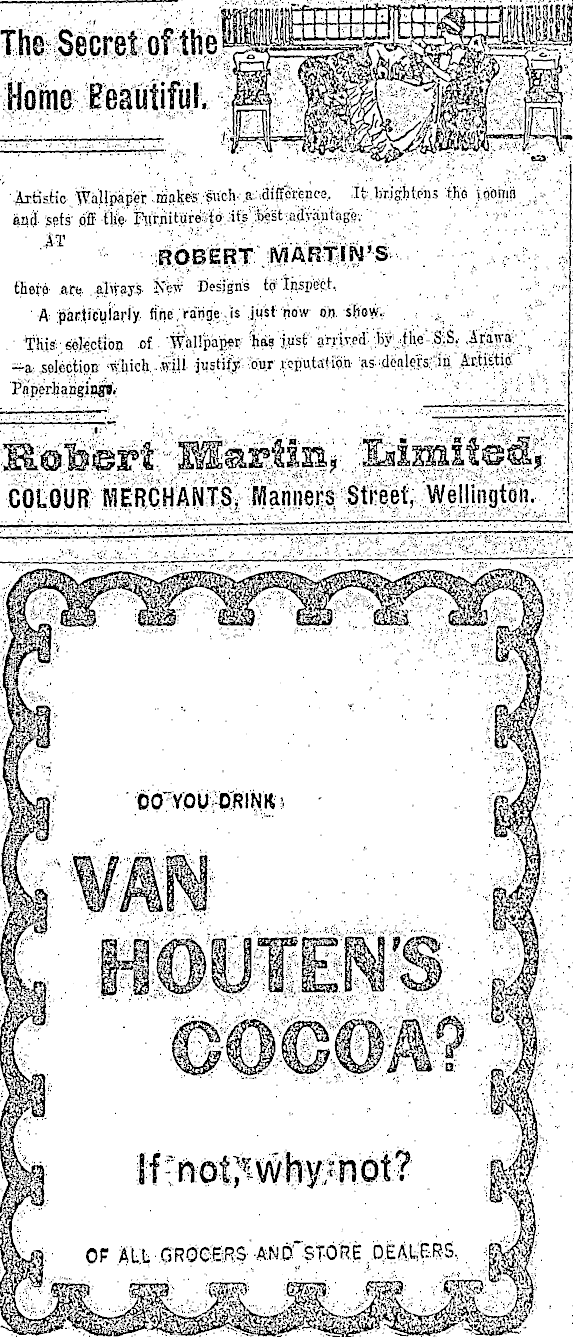 The Secret of the
Home Beautiful.
Artistic Wallpaper makes such a difference. It brightens the rooms
and sets off the Furniture to its best advantage.
AT
ROBERT MARTIN'S
there are always New Designs to Inspect.
A particularly fine range is just now on show.
This selection of Wallpaper has just arrived by the S.S. Arawa
—a selection which will justify our reputation as dealers in Artistic
Paperhangings.
Robert Martin, Limited,
COLOUR MERCHANTS, Manners Street, Wellington.
DO YOU DRINK
VAN
HOUTEN'S
COCOA?
If not, why not?
OF ALL GROCERS AND STORE DEALERS.